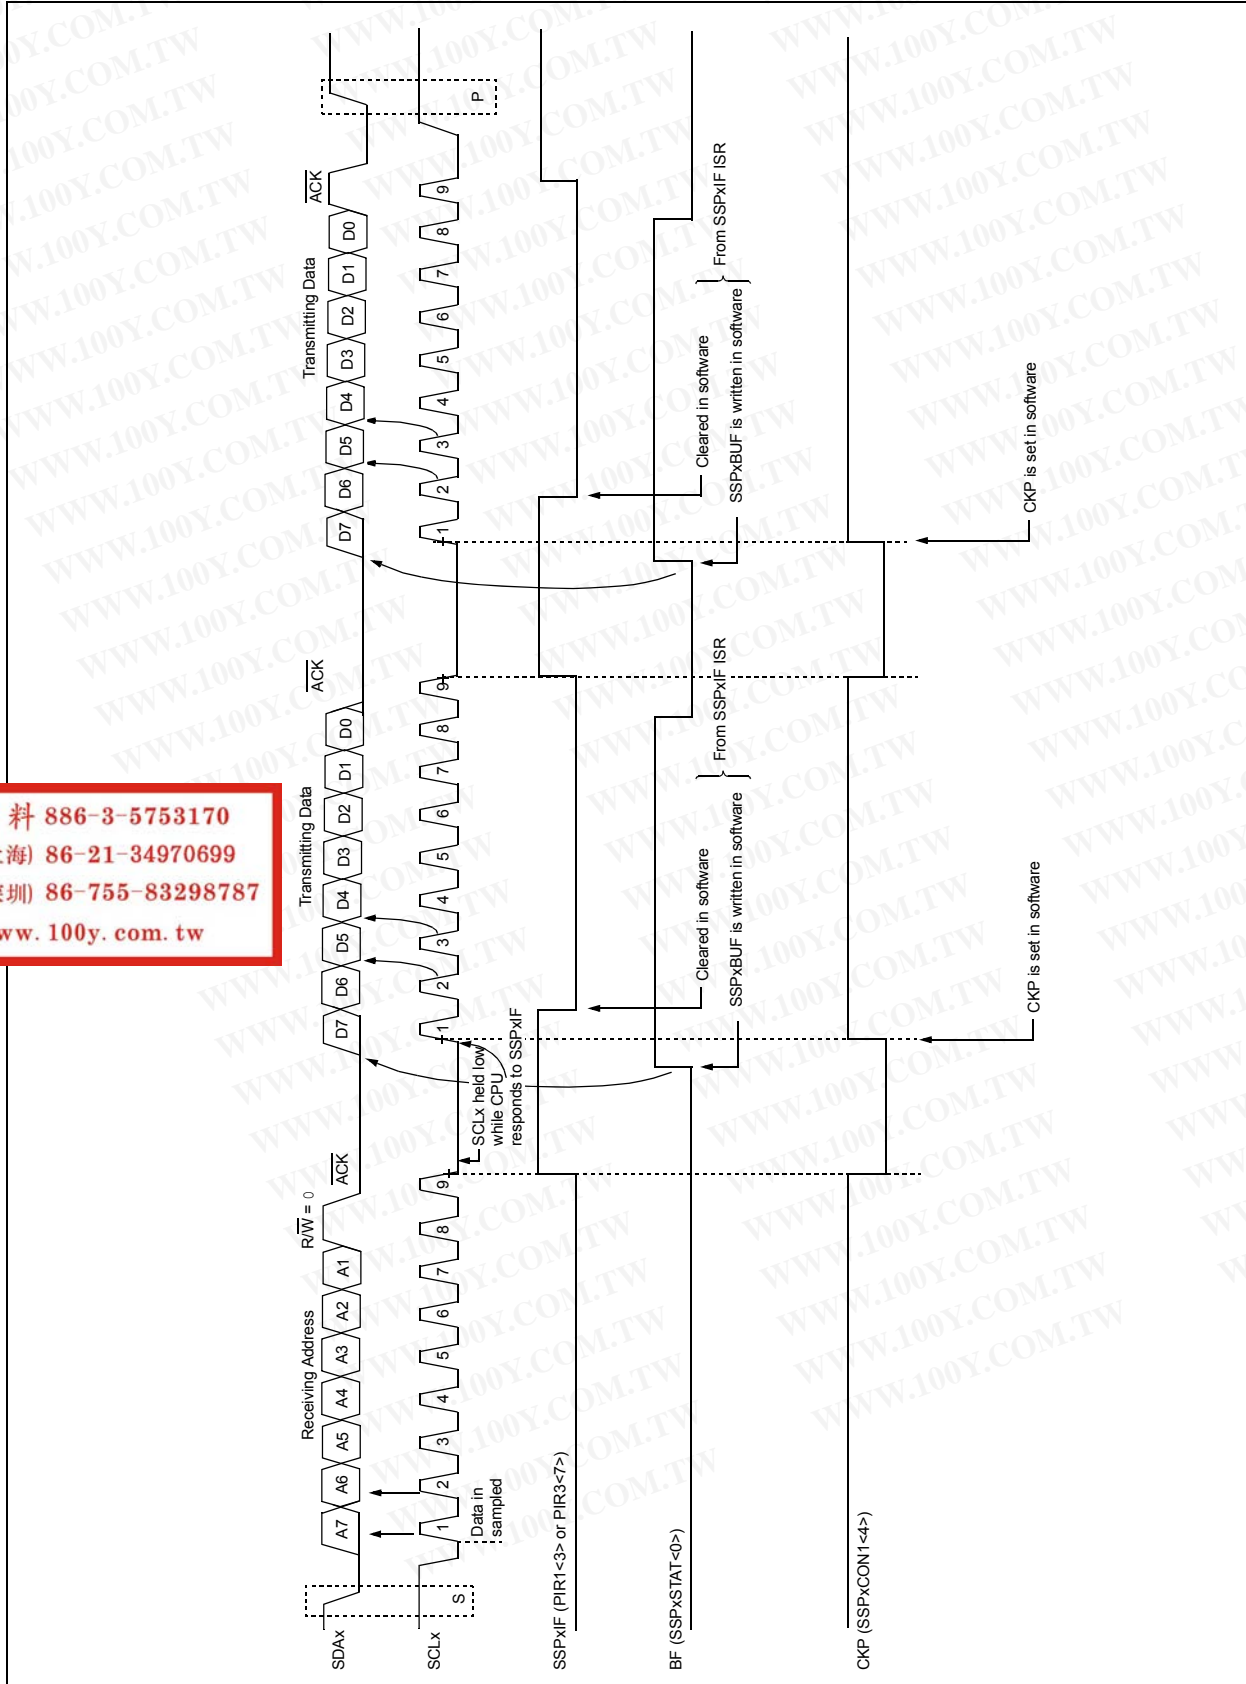 Receiving Address
R/W = 0
ACK
Transmitting Data
ACK
Transmitting Data
ACK
SDAx
A7 A6 A5 A4 A3 A2 A1
D7 D6 D5 D4 D3 D2 D1 D0
D7 D6 D5 D4 D3 D2 D1 D0
SCLx
S
1 2 3 4 5 6 7 8 9
1 2 3 4 5 6 7 8 9
1 2 3 4 5 6 7 8 9
P
Data in
sampled
SCLx held low
while CPU
responds to SSPxIF
SSPxIF (PIR1<3> or PIR3<7>)
BF (SSPxSTAT<0>)
Cleared in software
SSPxBUF is written in software
From SSPxIF ISR
Cleared in software
SSPxBUF is written in software
From SSPxIF ISR
CKP (SSPxCON1<4>)
CKP is set in software
CKP is set in software
料 886-3-5753170
海) 86-21-34970699
圳) 86-755-83298787
ww. 100y. com. tw
WWW.100Y.COM.TW